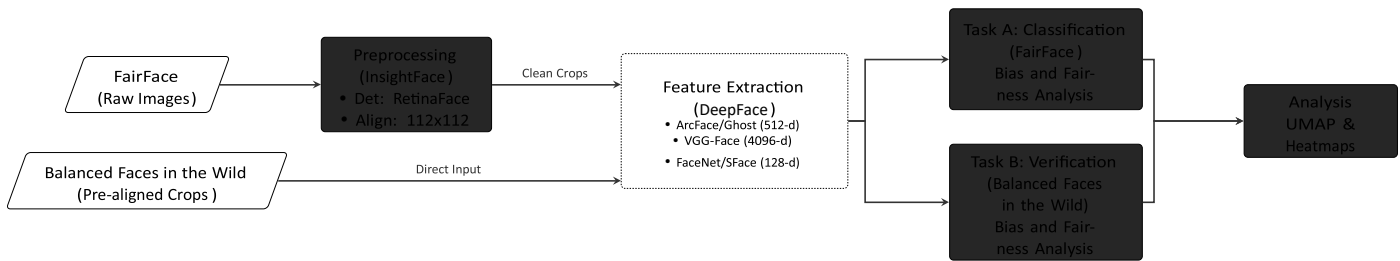 FairFace
(Raw Images)
Preprocessing
(InsightFace)
• Det: RetinaFace
• Align: 112x112
Clean Crops
Balanced Faces in the Wild
(Pre-aligned Crops)
Direct Input
Feature Extraction
(DeepFace)
• ArcFace/Ghost (512-d)
• VGG-Face (4096-d)
• FaceNet/SFace (128-d)
Task A: Classification
(FairFace)
Bias and Fair-
ness Analysis
Task B: Verification
(Balanced Faces
in the Wild)
Bias and Fair-
ness Analysis
Analysis
UMAP &
Heatmaps